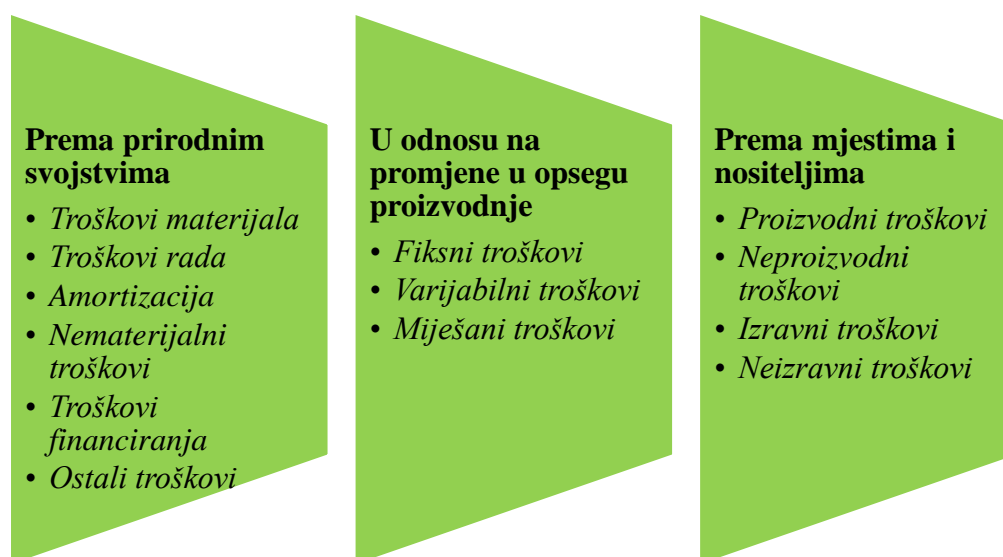 Prema prirodnim
svojstvima
• Troškovi materijala
• Troškovi rada
• Amortizacija
• Nematerijalni
troškovi
• Troškovi
financiranja
• Ostali troškovi
U odnosu na
promjene u opsegu
proizvodnje
• Fiksni troškovi
• Varijabilni troškovi
• Miješani troškovi
Prema mjestima i
nositeljima
• Proizvodni troškovi
• Neproizvodni
troškovi
• Izravni troškovi
• Neizravni troškovi